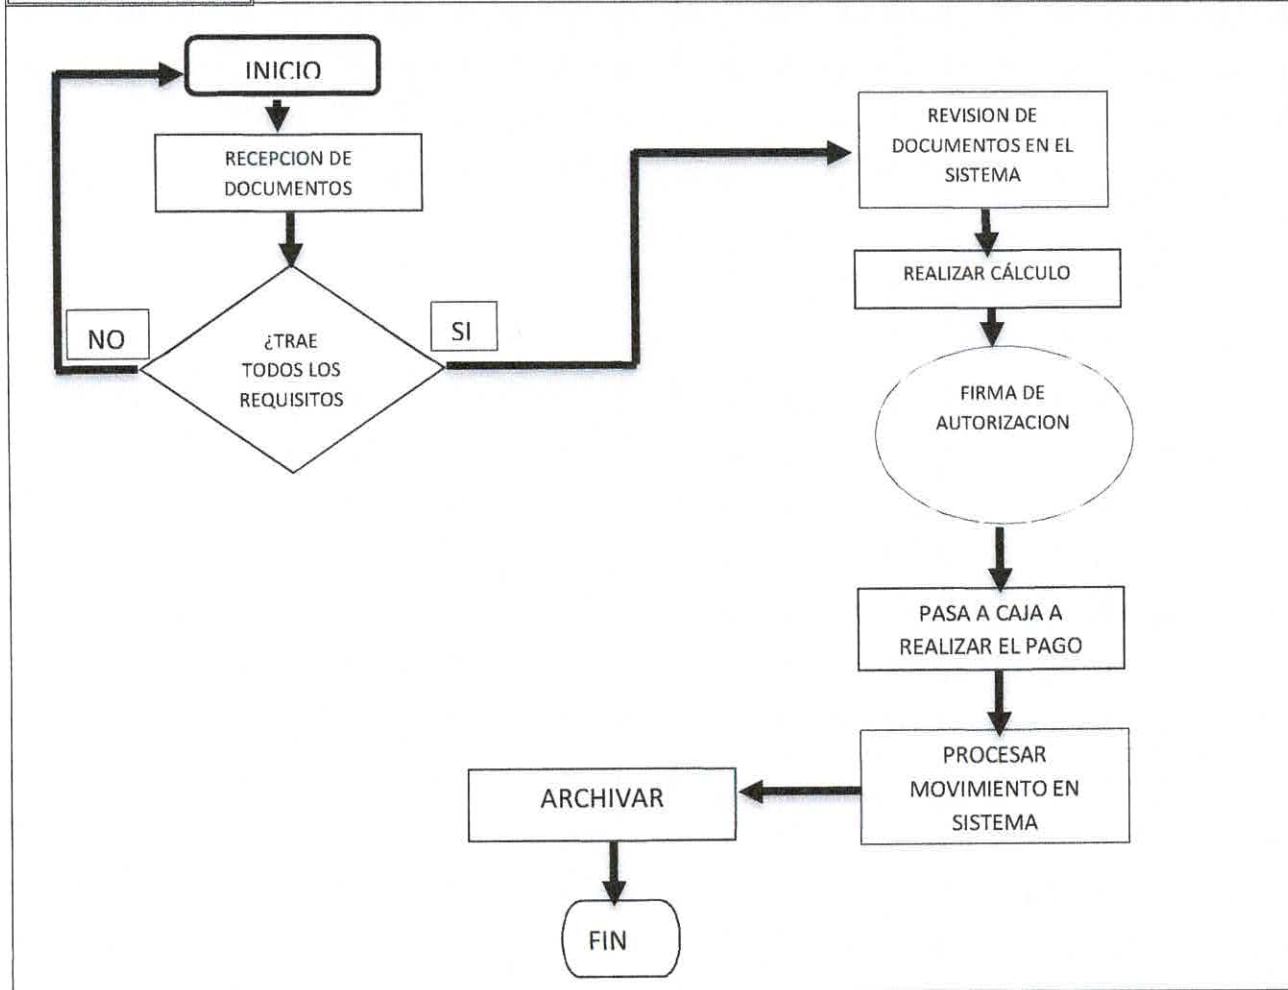 INICIO
RECEPCION DE
DOCUMENTOS
¿TRAE
TODOS LOS
REQUISITOS
NO
SI
REVISION DE
DOCUMENTOS EN EL
SISTEMA
REALIZAR CÁLCULO
FIRMA DE
AUTORIZACION
PASA A CAJA A
REALIZAR EL PAGO
PROCESAR
MOVIMIENTO EN
SISTEMA
ARCHIVAR
FIN